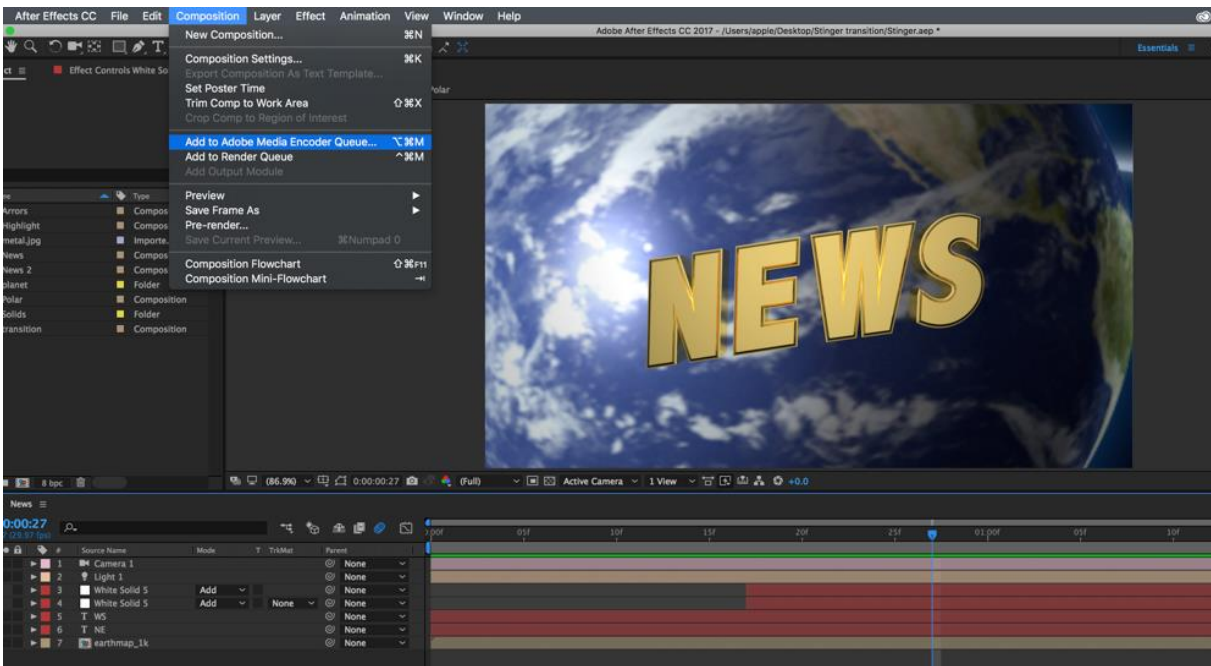 After Effects CC File Edit Composition Layer Effect Animation View Window Help
Adobe After Effects CC 2017 - /Users/apple/Desktop/Stinger transition/Stinger.aep *
Essentials
Effect Controls White So
Polar
New Composition... ⌘N
Composition Settings... ⌘K
Export Composition As Text Template...
Set Poster Time
Trim Comp to Work Area ⇧⌘X
Crop Comp to Region of Interest
Add to Adobe Media Encoder Queue... ⌥⌘M
Add to Render Queue ^⌘M
Add Output Module
Preview
Save Frame As
Pre-render...
Save Current Preview... ⌘Numpad 0
Composition Flowchart ⇧⌘F11
Composition Mini-Flowchart
Type
Arrors Compos
Highlight Compos
metal.jpg Importe.
News Compos
News 2 Compos
planet Folder
Polar Composition
Solids Folder
transition Composition
NEWS
8 bpc
(86.9%) 0:00:00:27 (Full) Active Camera 1 View +0.0
News
0:00:27
(29.97 fps)
05f 10f 15f 20f 25f 01:00f 05f 10f
# Source Name Mode T TrkMat Parent
1 Camera 1 None
2 Light 1 None
3 White Solid 5 Add None
4 White Solid 5 Add None None
5 T WS None
6 T NE None
7 earthmap_1k None